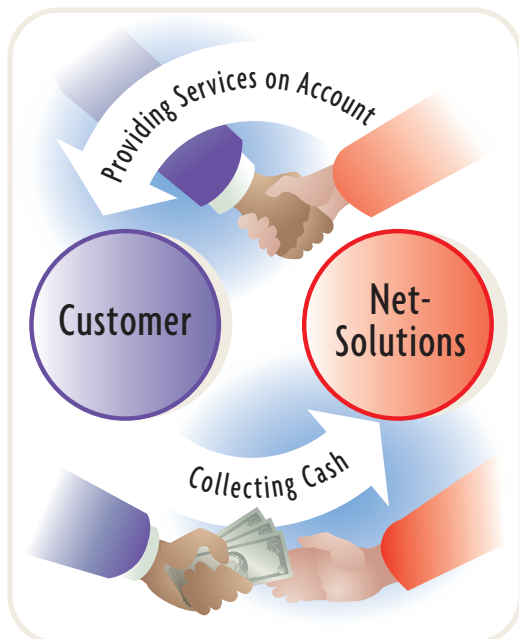 Providing Services on Account
Customer
Net-
Solutions
Collecting Cash